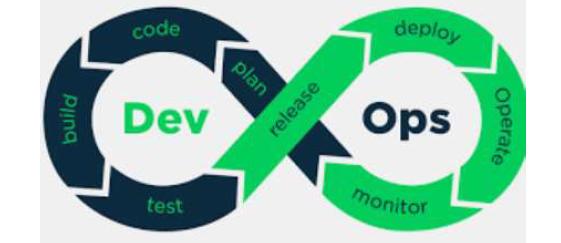 code
deploy
plan
build
Dev
release
Ops
Operate
test
monitor